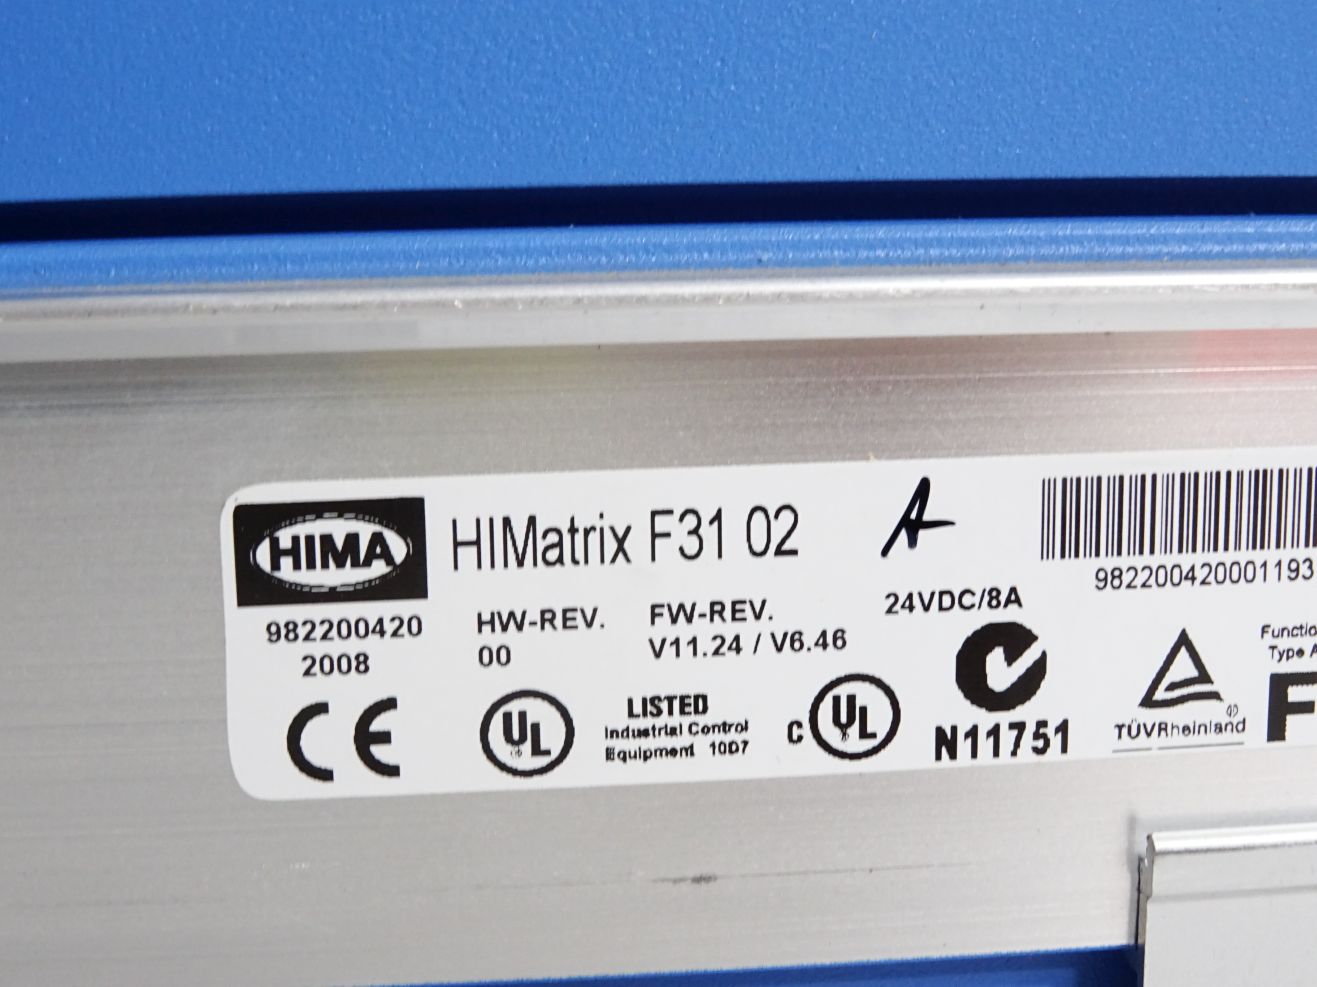 HIMA
HIMatrix F31 02
A
982200420001193
982200420
2008
HW-REV.
00
FW-REV.
V11.24 / V6.46
24VDC/8A
CE
UL
LISTED
Industrial Control
Equipment 10D7
C UL
N11751
TÜVRheinland
Type
F